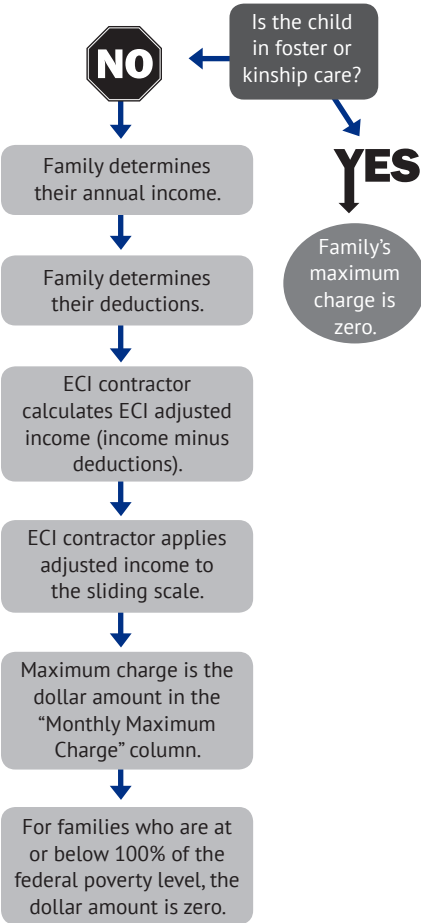 Is the child
in foster or
kinship care?
NO
YES
Family's
maximum
charge is
zero.
Family determines
their annual income.
Family determines
their deductions.
ECI contractor
calculates ECI adjusted
income (income minus
deductions).
ECI contractor applies
adjusted income to
the sliding scale.
Maximum charge is the
dollar amount in the
“Monthly Maximum
Charge” column.
For families who are at
or below 100% of the
federal poverty level, the
dollar amount is zero.